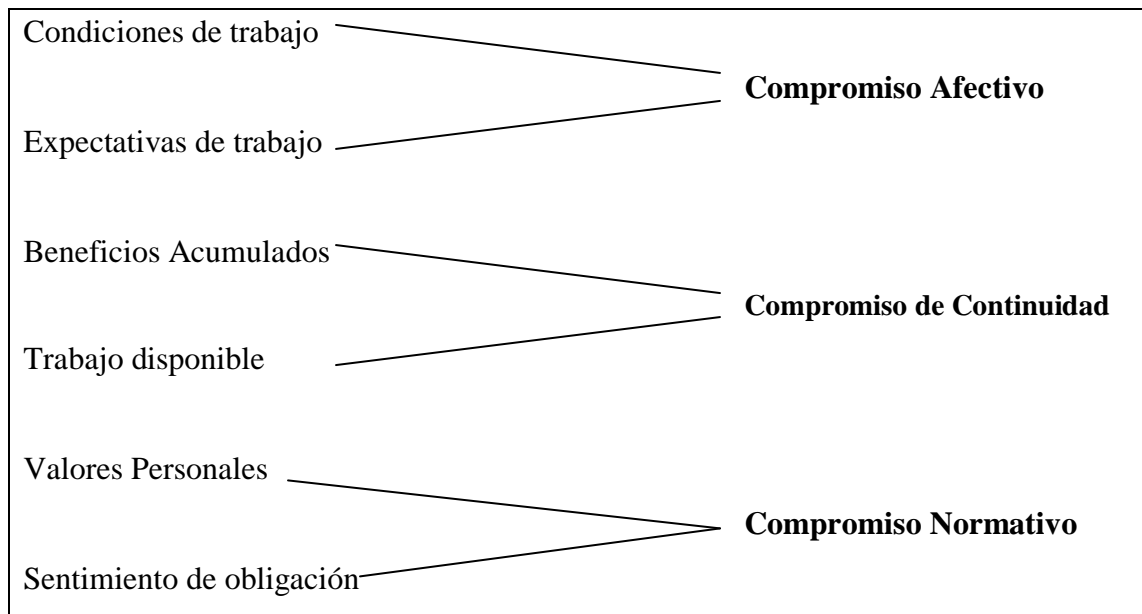 Condiciones de trabajo
Compromiso Afectivo
Expectativas de trabajo
Beneficios Acumulados
Compromiso de Continuidad
Trabajo disponible
Valores Personales
Compromiso Normativo
Sentimiento de obligación